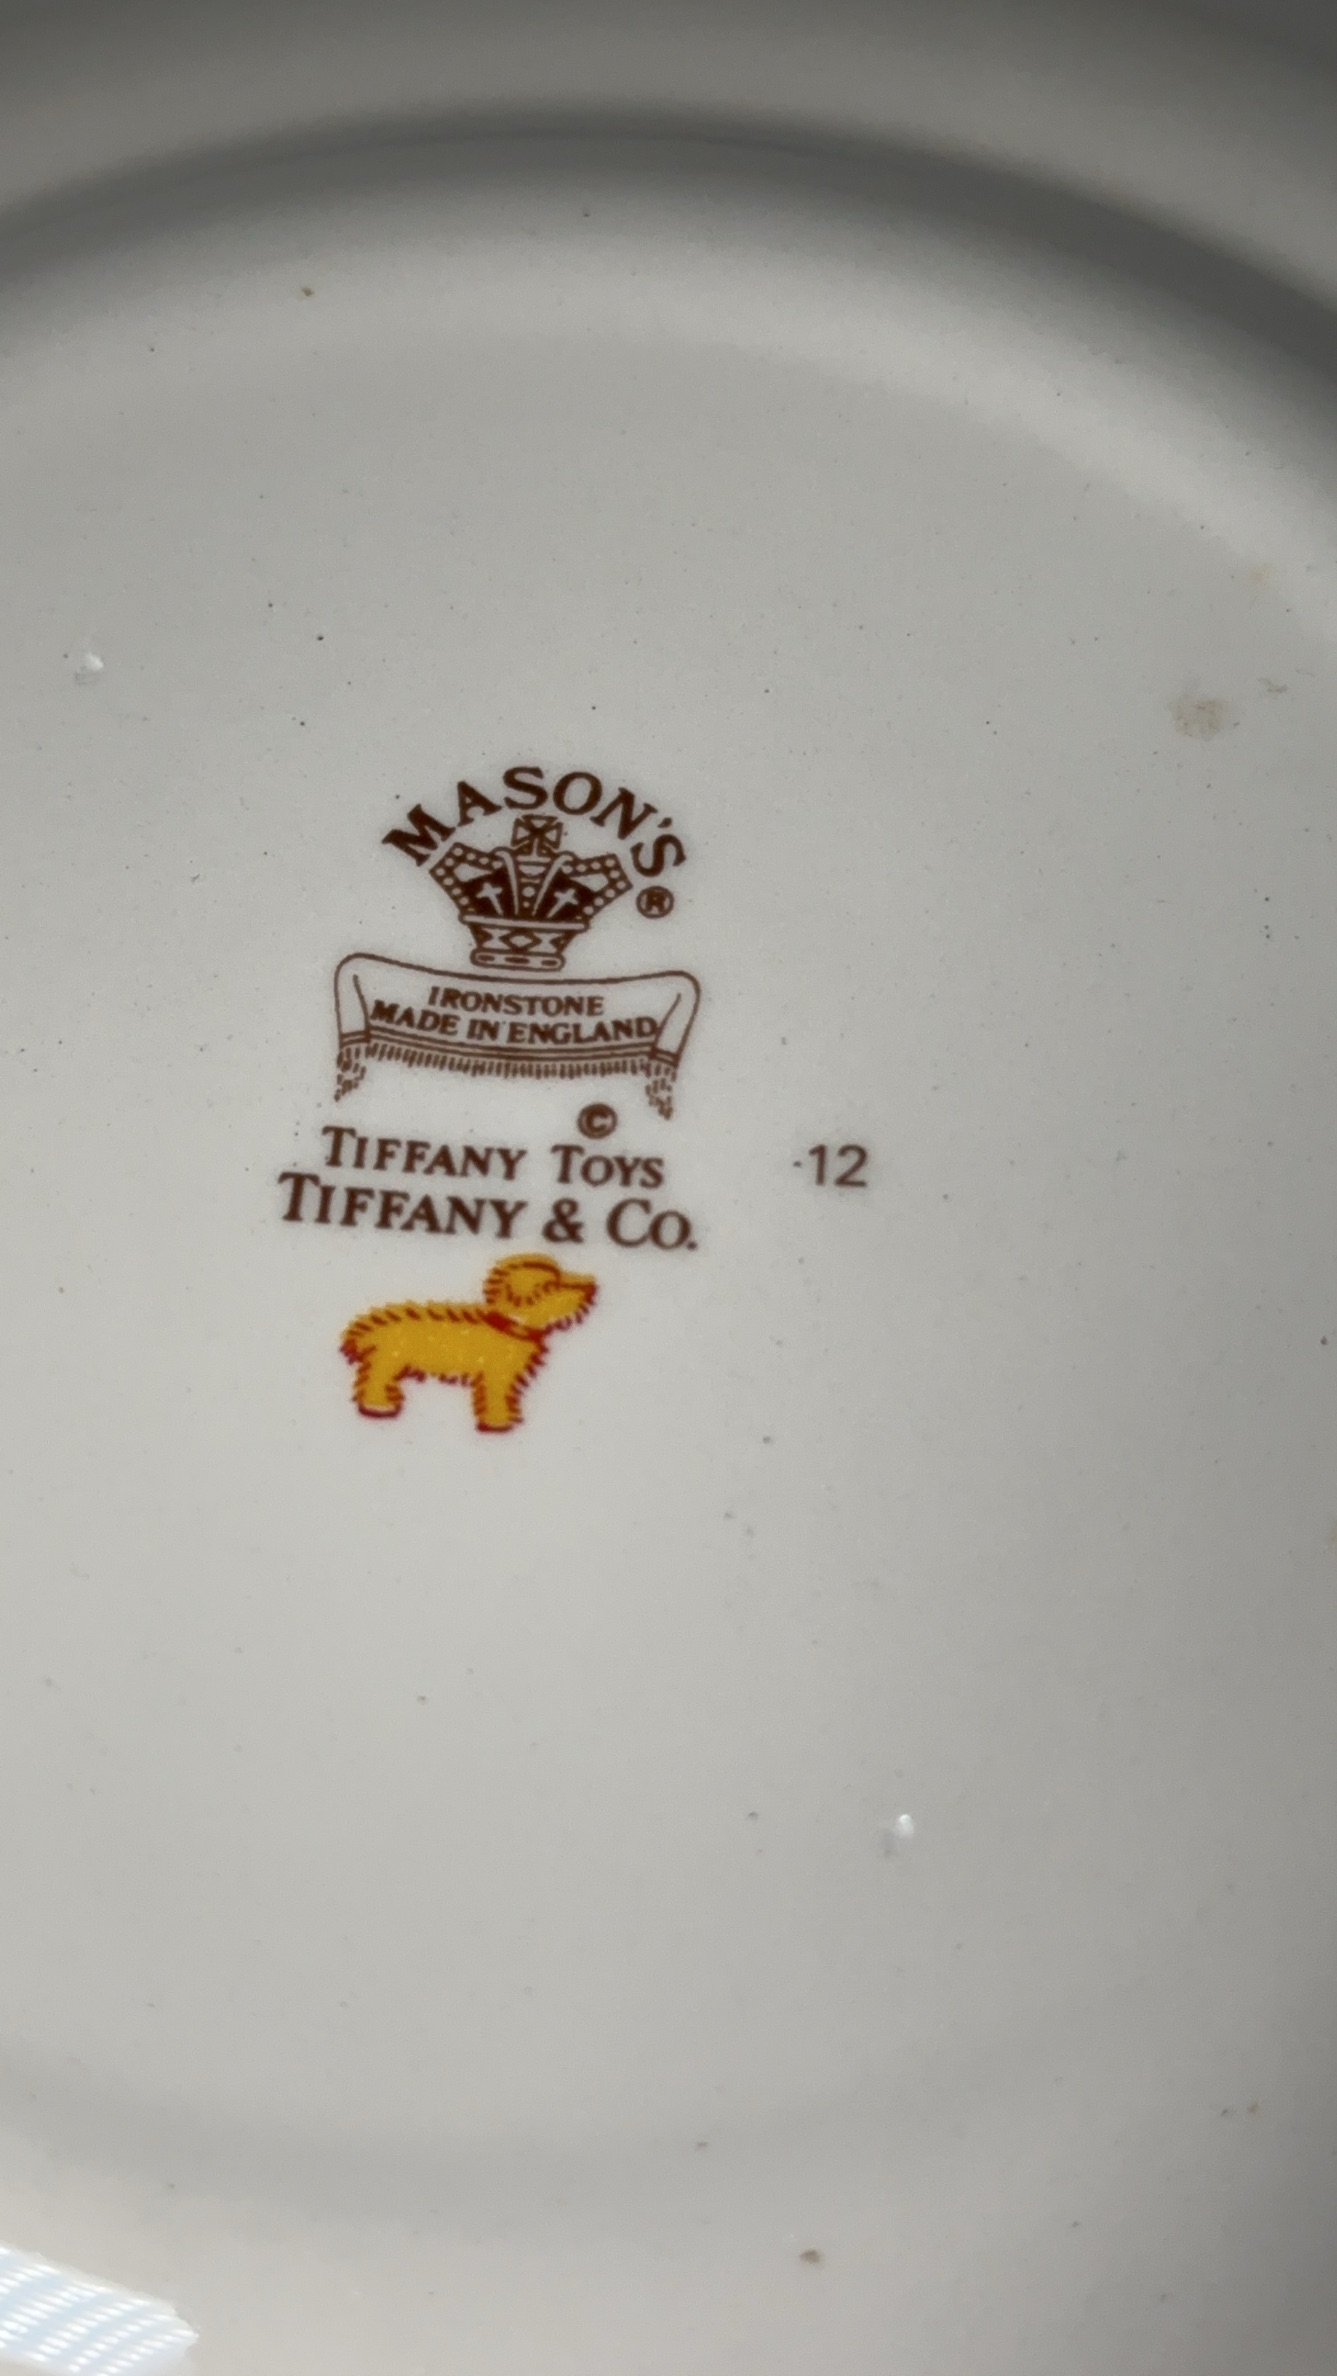 MASON'S
®
IRONSTONE
MADE IN ENGLAND
©
TIFFANY TOYS
TIFFANY & CO.
12